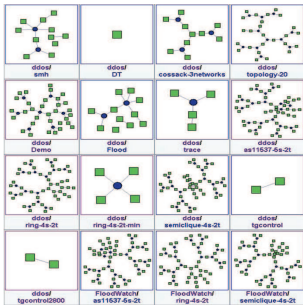 ddos/
smh
ddos/
DT
ddos/
cossack-3networks
ddos/
topology-20
ddos/
Demo
ddos/
Flood
ddos/
trace
ddos/
as11537-6s-2t
ddos/
ring-4s-2t
ddos/
ring-4s-2t-min
ddos/
semiclique-4s-2t
ddos/
tgcontrol
ddos/
tgcontrol2800
FloodWatch/
as11537-6s-2t
FloodWatch/
ring-4s-2t
FloodWatch/
semiclique-4s-2t